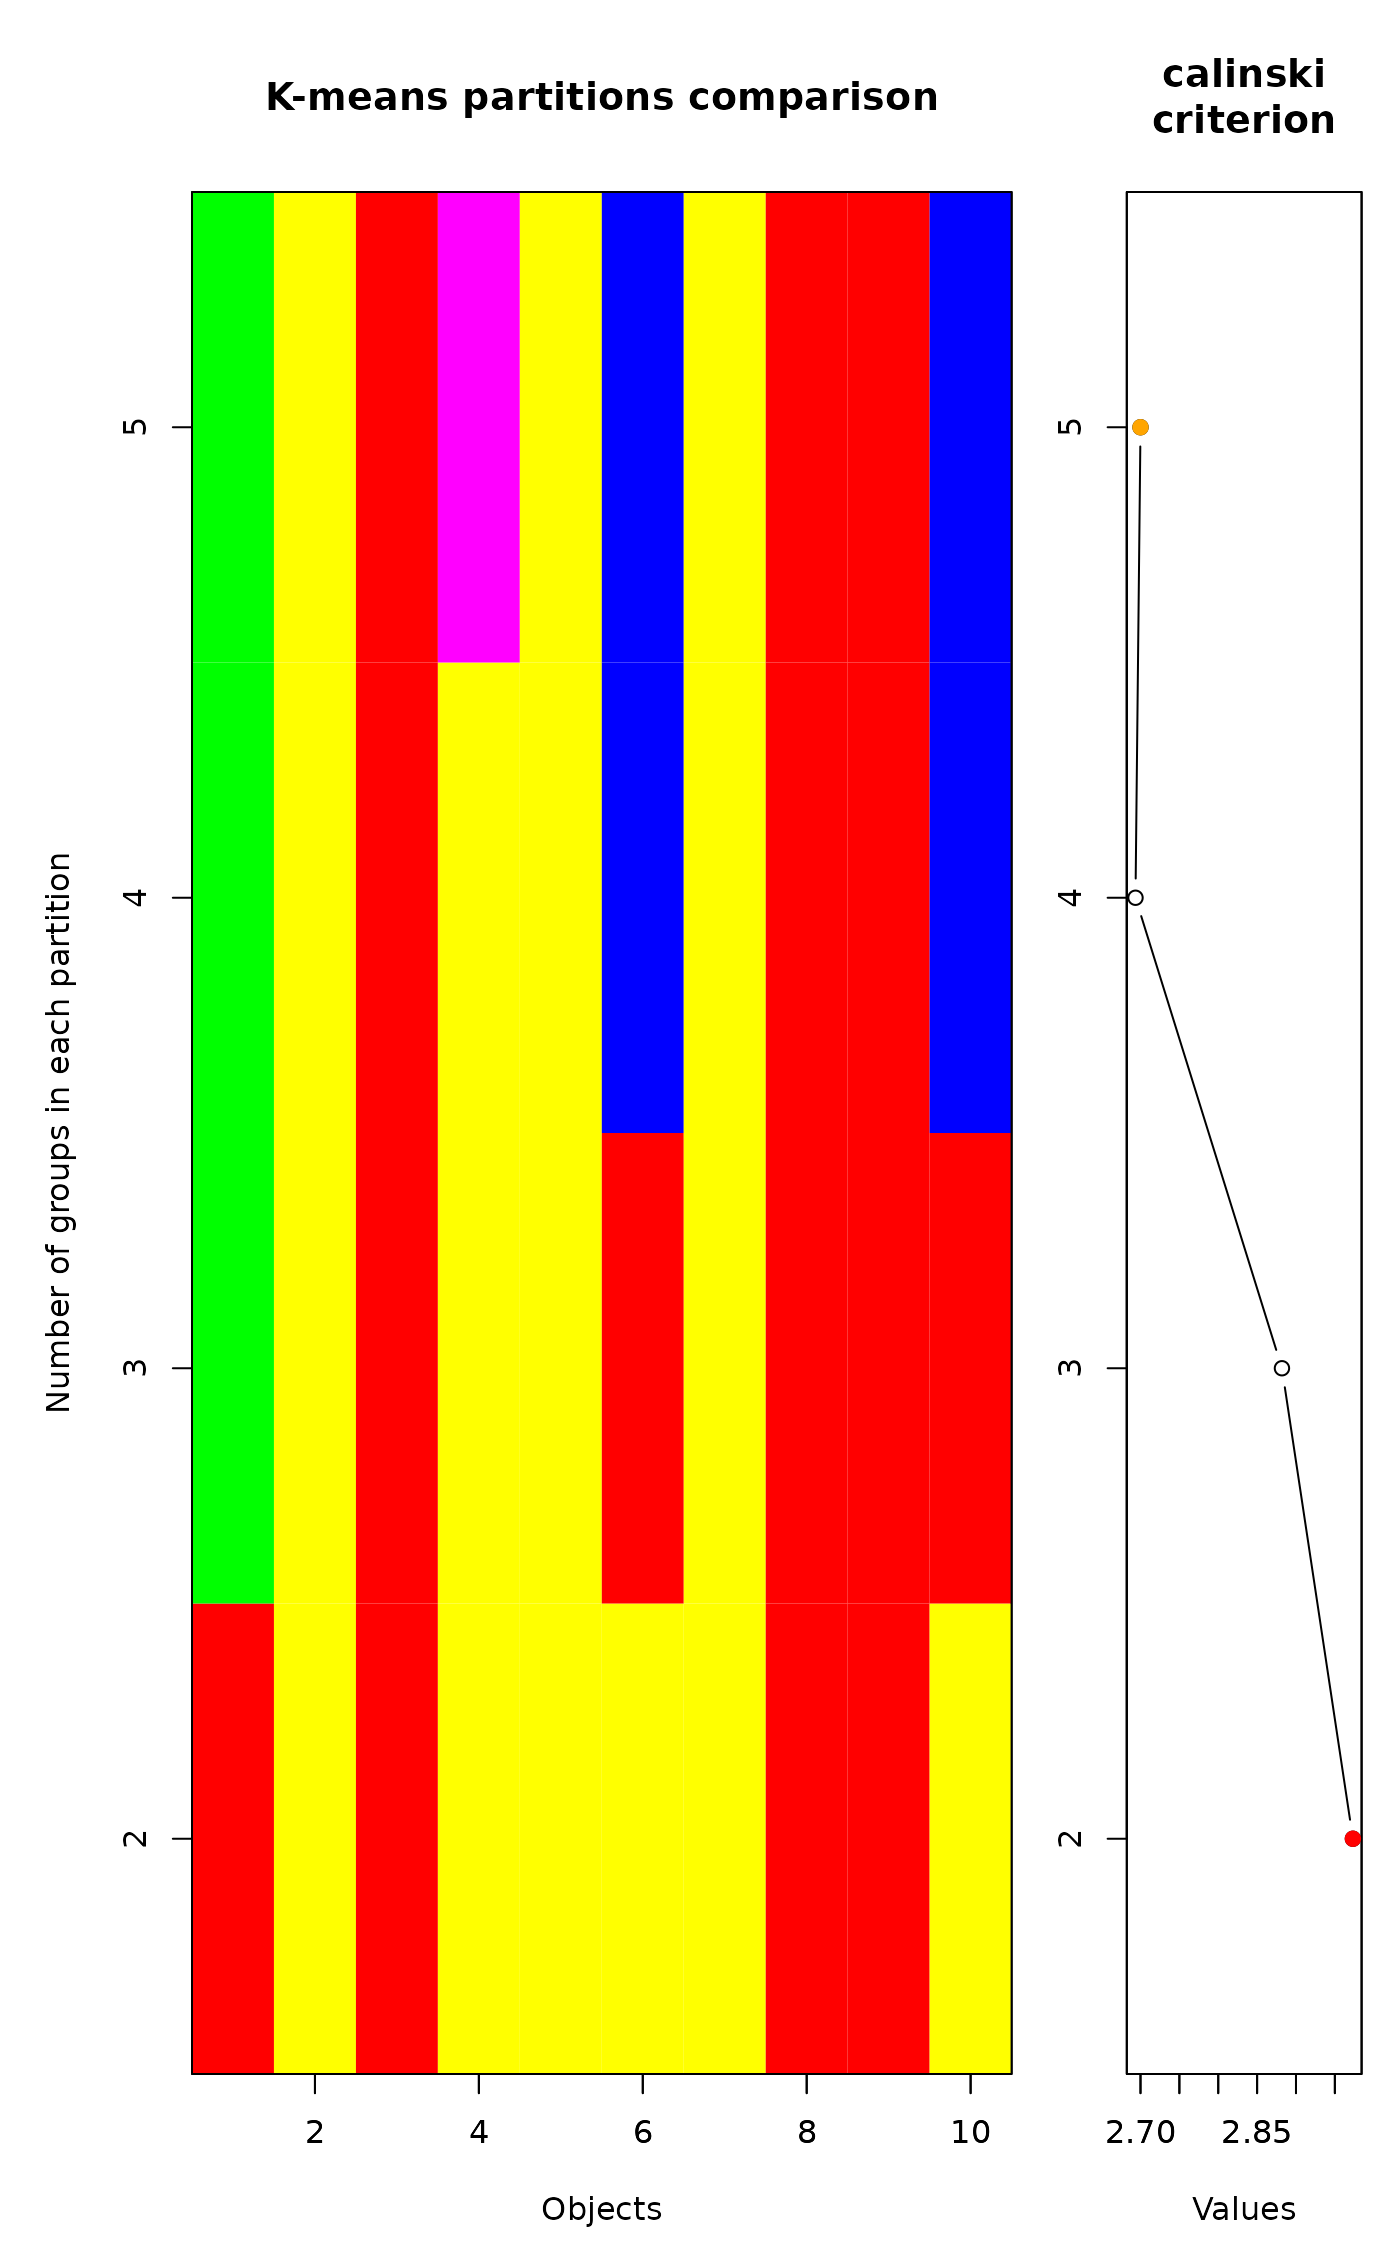 K-means partitions comparison
calinski
criterion
Number of groups in each partition
5
4
3
2
2 4 6 8 10
Objects
5
4
3
2
2.70 2.85
Values